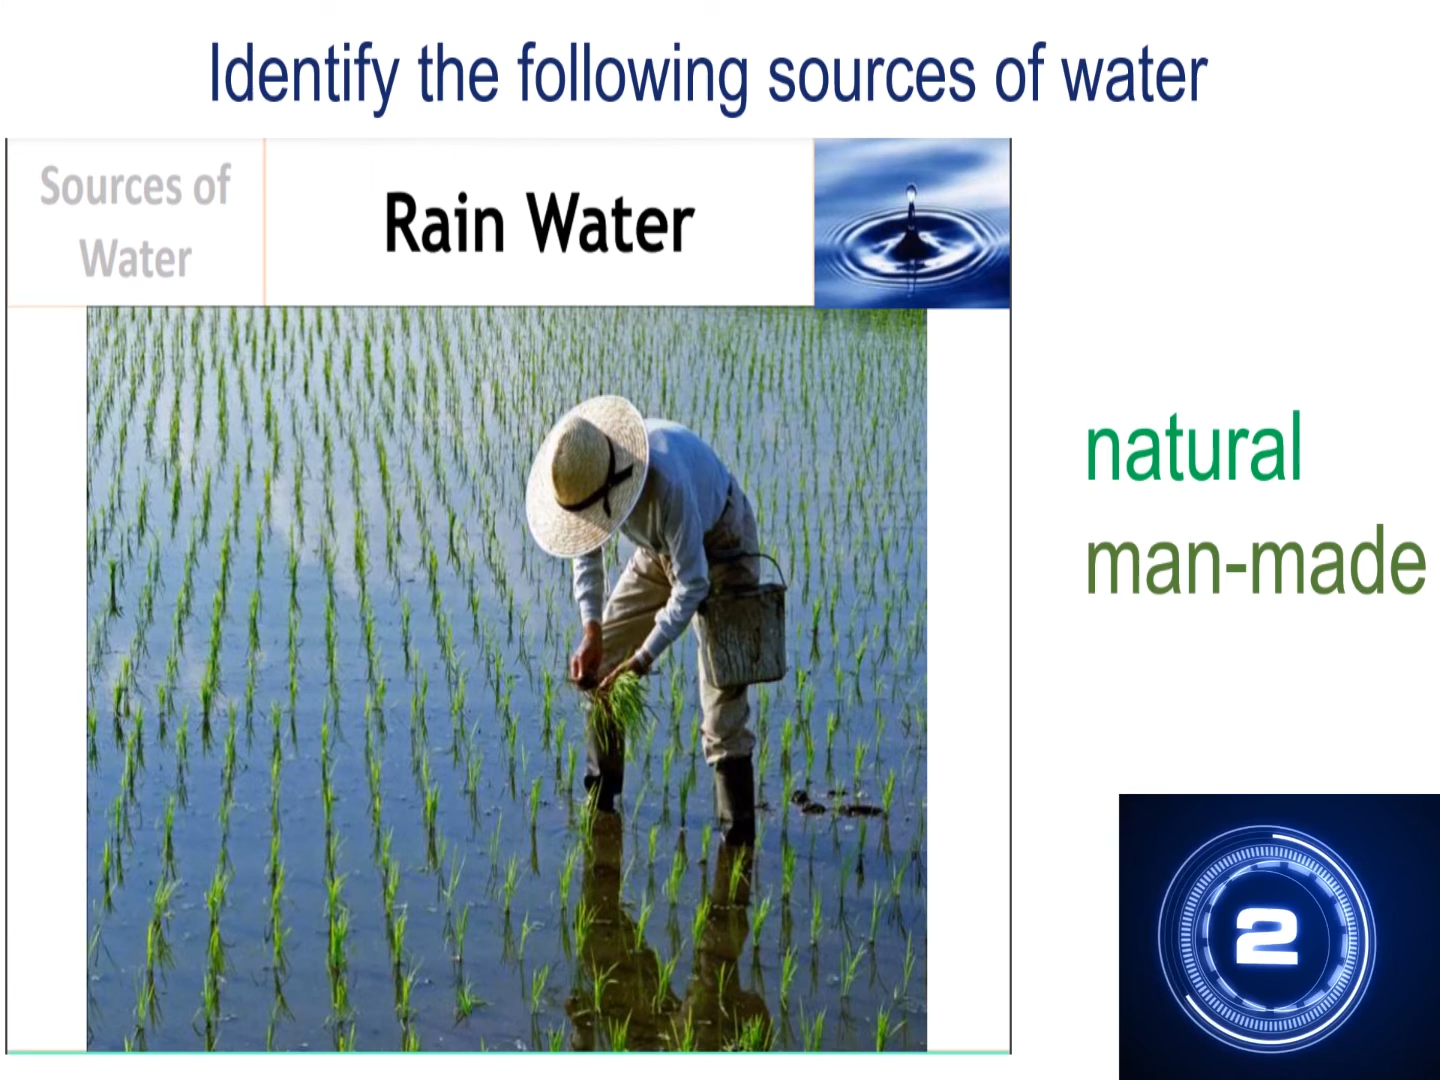 Identify the following sources of water
Sources of
Water
Rain Water
natural
man-made
2